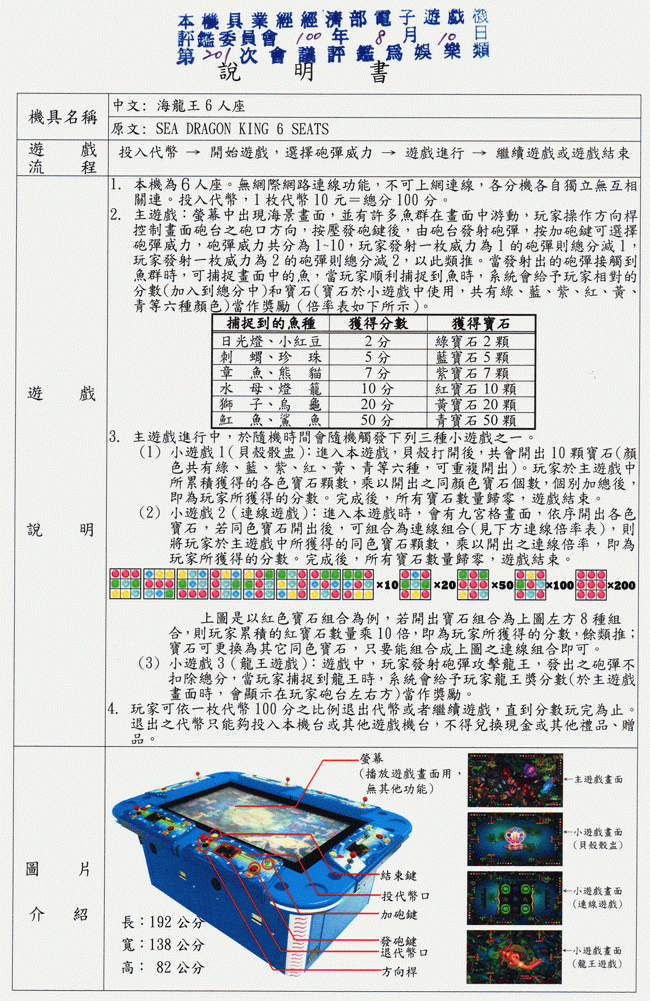 本機具業經經濟部電子遊戲機
評鑑委員會100年8月10日
第201次會議評鑑為娛樂類
說明書
機具名稱
中文: 海龍王6人座
原文: SEA DRAGON KING 6 SEATS
遊戲流程
投入代幣 → 開始遊戲,選擇砲彈威力 → 遊戲進行 → 繼續遊戲或遊戲結束
遊戲
說明
1. 本機為6人座。無網際網路連線功能,不可上網連線,各分機各自獨立無互相
關連。投入代幣,1枚代幣10元=總分100分。
2. 主遊戲:螢幕中出現海景畫面,並有許多魚群在畫面中游動,玩家操作方向桿
控制畫面砲台之砲口方向,按壓發砲鍵後,由砲台發射砲彈,按加砲鍵可選擇
砲彈威力,砲彈威力共分為1~10,玩家發射一枚威力為1的砲彈則總分減1,
玩家發射一枚威力為2的砲彈則總分減2,以此類推。當發射出的砲彈接觸到
魚群時,可捕捉畫面中的魚,當玩家順利捕捉到魚時,系統會給予玩家相對的
分數(加入到總分中)和寶石(寶石於小遊戲中使用,共有綠、藍、紫、紅、黃、
青等六種顏色)當作獎勵(倍率表如下所示)。
捕捉到的魚種 獲得分數 獲得寶石
日光燈、小紅豆 2分 綠寶石2顆
刺蝟、珍珠 5分 藍寶石5顆
章魚、熊貓 7分 紫寶石7顆
水母、燈籠 10分 紅寶石10顆
獅子、烏龜 20分 黃寶石20顆
魟魚、鯊魚 50分 青寶石50顆
3. 主遊戲進行中,於隨機時間會隨機觸發下列三種小遊戲之一。
(1) 小遊戲1(貝殼骰盅):進入本遊戲,貝殼打開後,共會開出10顆寶石(顏
色共有綠、藍、紫、紅、黃、青等六種,可重複開出)。玩家於主遊戲中
所累積獲得的各色寶石顆數,乘以開出之同顏色寶石個數,個別加總後,
即為玩家所獲得的分數。完成後,所有寶石數量歸零,遊戲結束。
(2) 小遊戲2(連線遊戲):進入本遊戲時,會有九宮格畫面,依序開出各色
寶石,若同色寶石開出後,可組合為連線組合(見下方連線倍率表),則
將玩家於主遊戲中所獲得的同色寶石顆數,乘以開出之連線倍率,即為
玩家所獲得的分數。完成後,所有寶石數量歸零,遊戲結束。
×10 ×20 ×50 ×100 ×200
上圖是以紅色寶石組合為例,若開出寶石組合為上圖左方8種組
合,則玩家累積的紅寶石數量乘10倍,即為玩家所獲得的分數,餘類推;
寶石可更換為其它同色寶石,只要能組合成上圖之連線組合即可。
(3) 小遊戲3(龍王遊戲):遊戲中,玩家發射砲彈攻擊龍王,發出之砲彈不
扣除總分,當玩家捕捉到龍王時,系統會給予玩家龍王獎分數(於主遊戲
畫面時,會顯示在玩家砲台左右方)當作獎勵。
4. 玩家可依一枚代幣100分之比例退出代幣或者繼續遊戲,直到分數玩完為止。
退出之代幣只能夠投入本機台或其他遊戲機台,不得兌換現金或其他禮品、贈
品。
圖片
介紹
螢幕
(播放遊戲畫面用,
無其他功能)
結束鍵
投代幣口
加砲鍵
發砲鍵
退代幣口
方向桿
長:192公分
寬:138公分
高: 82公分
←主遊戲畫面
←小遊戲畫面
(貝殼骰盅)
←小遊戲畫面
(連線遊戲)
←小遊戲畫面
(龍王遊戲)